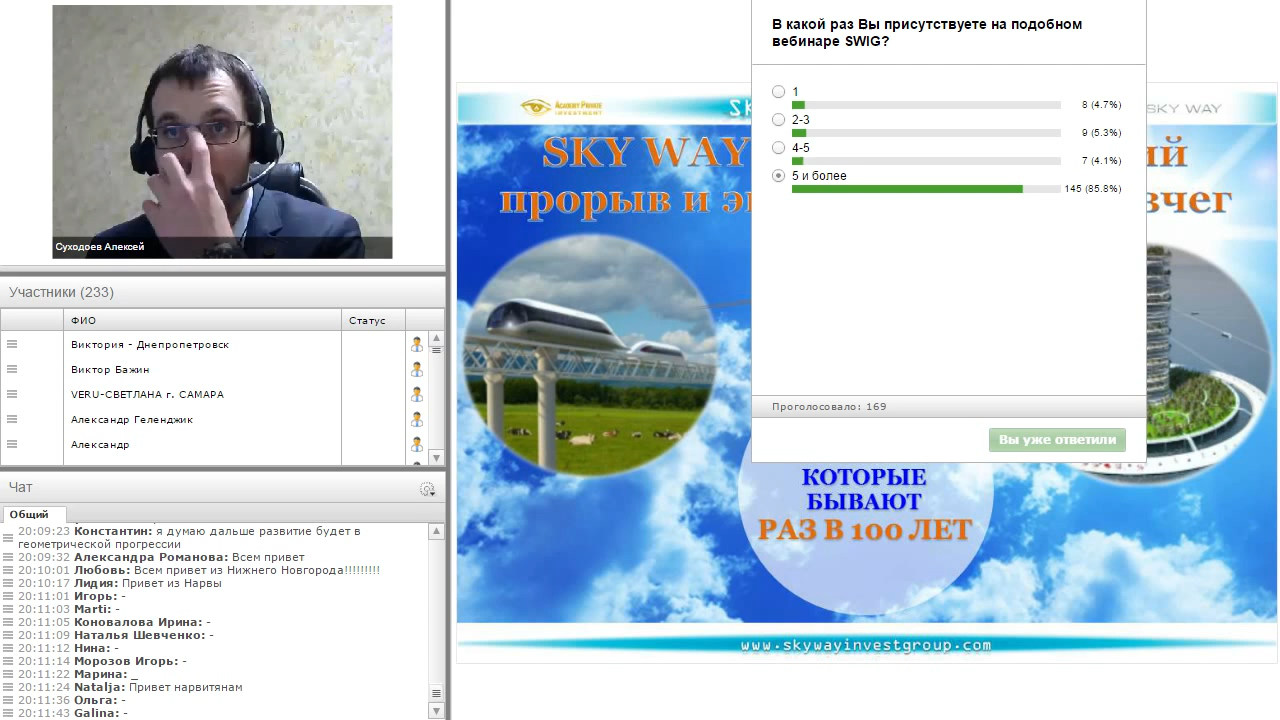 Суходоев Алексей
Участники (233)
ФИО Статус
Виктория - Днепропетровск
Виктор Бажин
VERU-СВЕТЛАНА г. САМАРА
Александр Геленджик
Александр
Чат
Общий
20:09:23 Константин: я думаю дальше развитие будет в
геометрической прогрессии
20:09:32 Александра Романова: Всем привет
20:10:01 Любовь: Всем привет из Нижнего Новгорода!!!!!!!!!
20:10:17 Лидия: Привет из Нарвы
20:11:01 Игорь: -
20:11:03 Marti: -
20:11:05 Коновалова Ирина: -
20:11:09 Наталья Шевченко: -
20:11:12 Нина: -
20:11:14 Морозов Игорь: -
20:11:22 Марина: _
20:11:24 Natalja: Привет нарвитянам
20:11:36 Ольга: -
20:11:43 Galina: -
В какой раз Вы присутствуете на подобном
вебинаре SWIG?
1
8 (4.7%)
2-3
9 (5.3%)
4-5
7 (4.1%)
5 и более
145 (85.8%)
Проголосовало: 169
Вы уже ответили
ACADEMY PRIVATE
INVESTMENT
SKY WAY
SKY WAY
прорыв и
КОТОРЫЕ
БЫВАЮТ
РАЗ В 100 ЛЕТ
www.skywayinvestgroup.com